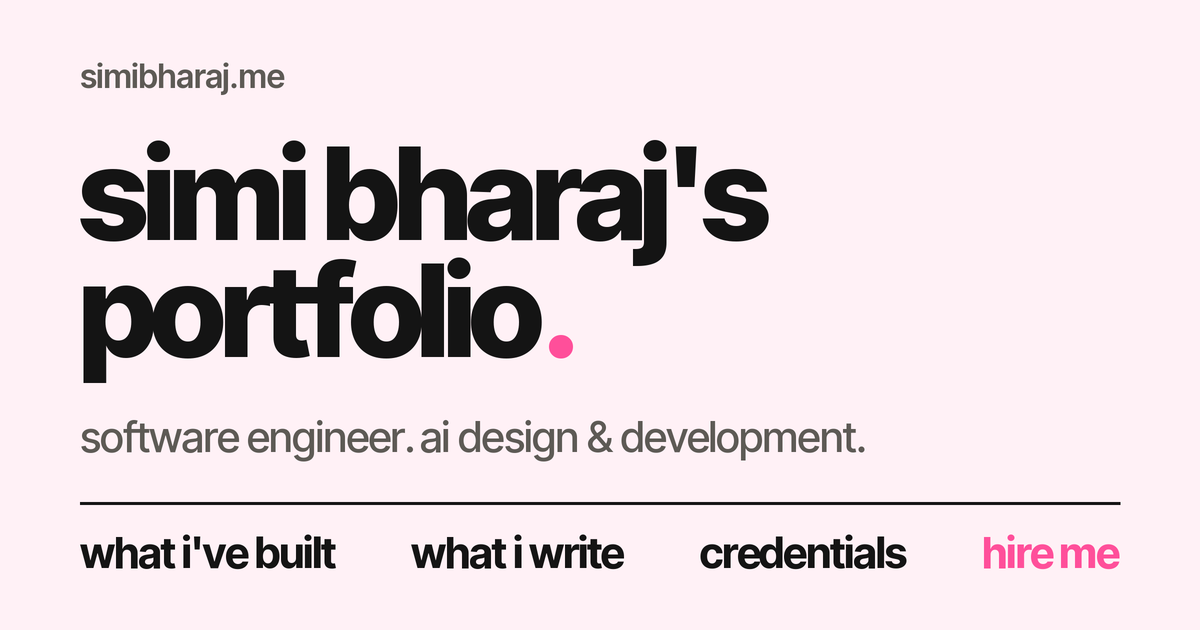 simibharaj.me
simi bharaj's
portfolio.
software engineer. ai design & development.
what i've built what i write credentials hire me